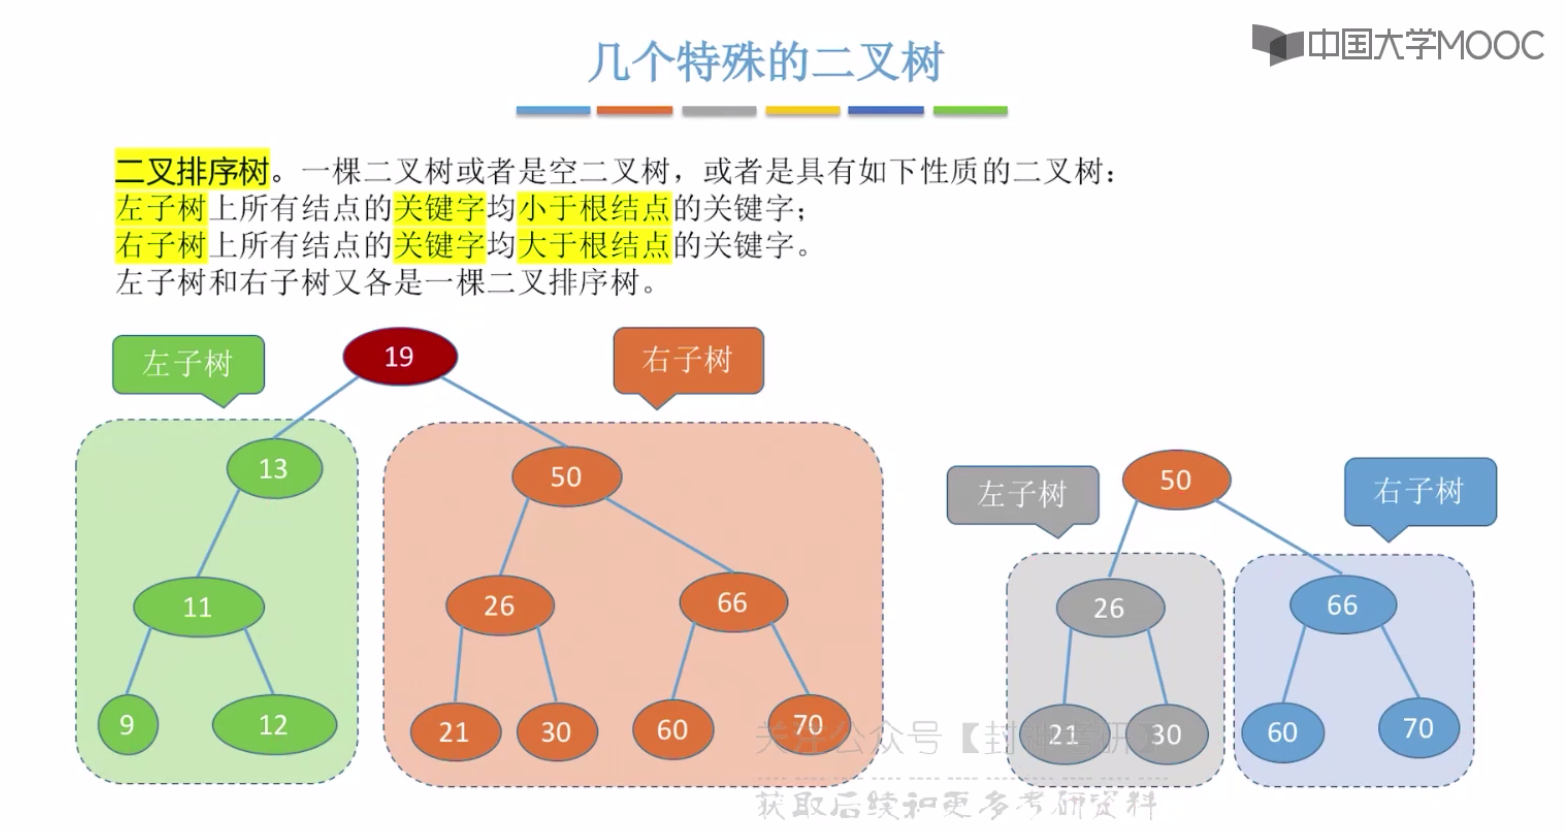 中国大学MOOC
几个特殊的二叉树
二叉排序树。一棵二叉树或者是空二叉树，或者是具有如下性质的二叉树：
左子树上所有结点的关键字均小于根结点的关键字；
右子树上所有结点的关键字均大于根结点的关键字。
左子树和右子树又各是一棵二叉排序树。
左子树
19
右子树
13
50
左子树
50
右子树
11
26
66
26
66
9
12
21
30
60
70
21
30
60
70
关注公众号【封神考研】
获取后续和更多考研资料